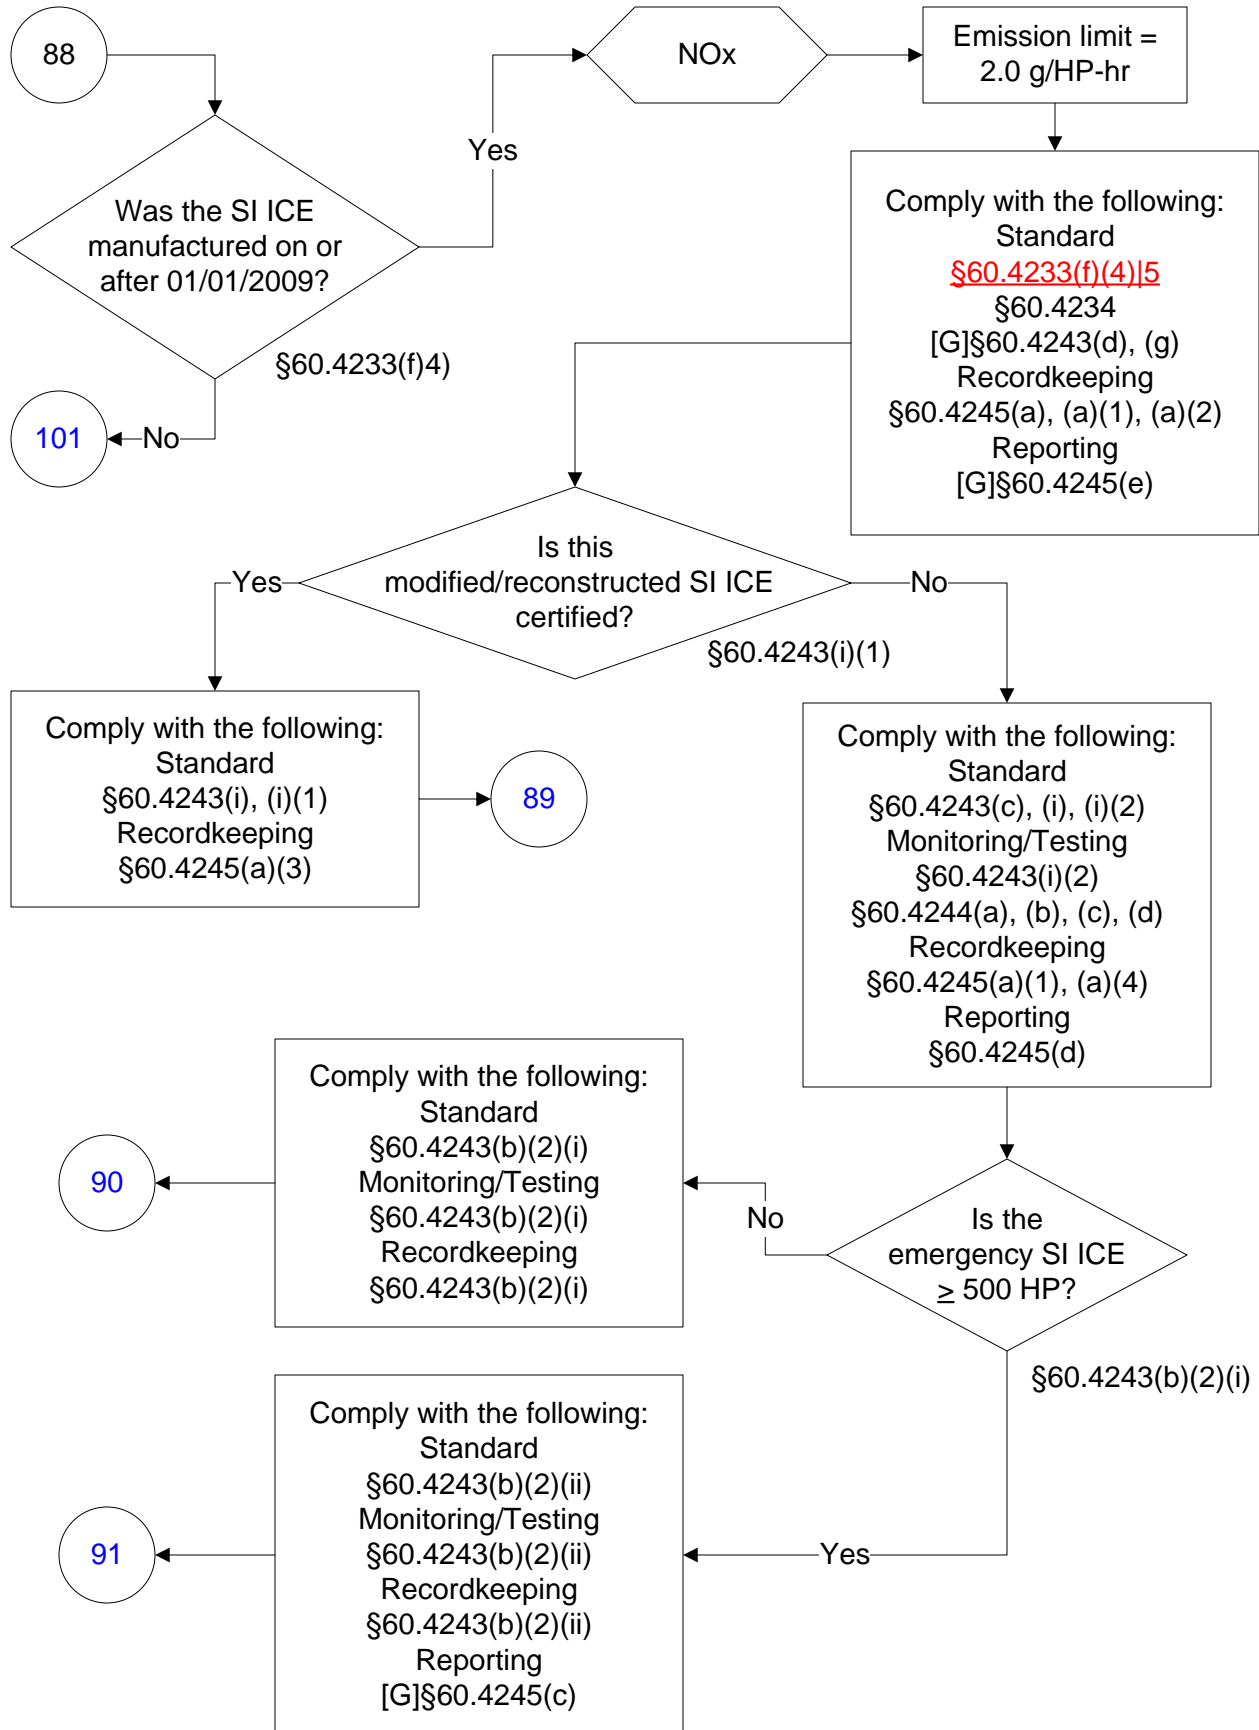 88
NOx
Emission limit =
2.0 g/HP-hr
Yes
Was the SI ICE
manufactured on or
after 01/01/2009?
§60.4233(f)4)
No
101
Comply with the following:
Standard
§60.4233(f)(4)|5
§60.4234
[G]§60.4243(d), (g)
Recordkeeping
§60.4245(a), (a)(1), (a)(2)
Reporting
[G]§60.4245(e)
Is this
modified/reconstructed SI ICE
certified?
Yes
No
§60.4243(i)(1)
Comply with the following:
Standard
§60.4243(i), (i)(1)
Recordkeeping
§60.4245(a)(3)
89
Comply with the following:
Standard
§60.4243(c), (i), (i)(2)
Monitoring/Testing
§60.4243(i)(2)
§60.4244(a), (b), (c), (d)
Recordkeeping
§60.4245(a)(1), (a)(4)
Reporting
§60.4245(d)
Is the
emergency SI ICE
≥ 500 HP?
§60.4243(b)(2)(i)
No
Comply with the following:
Standard
§60.4243(b)(2)(i)
Monitoring/Testing
§60.4243(b)(2)(i)
Recordkeeping
§60.4243(b)(2)(i)
90
Yes
Comply with the following:
Standard
§60.4243(b)(2)(ii)
Monitoring/Testing
§60.4243(b)(2)(ii)
Recordkeeping
§60.4243(b)(2)(ii)
Reporting
[G]§60.4245(c)
91